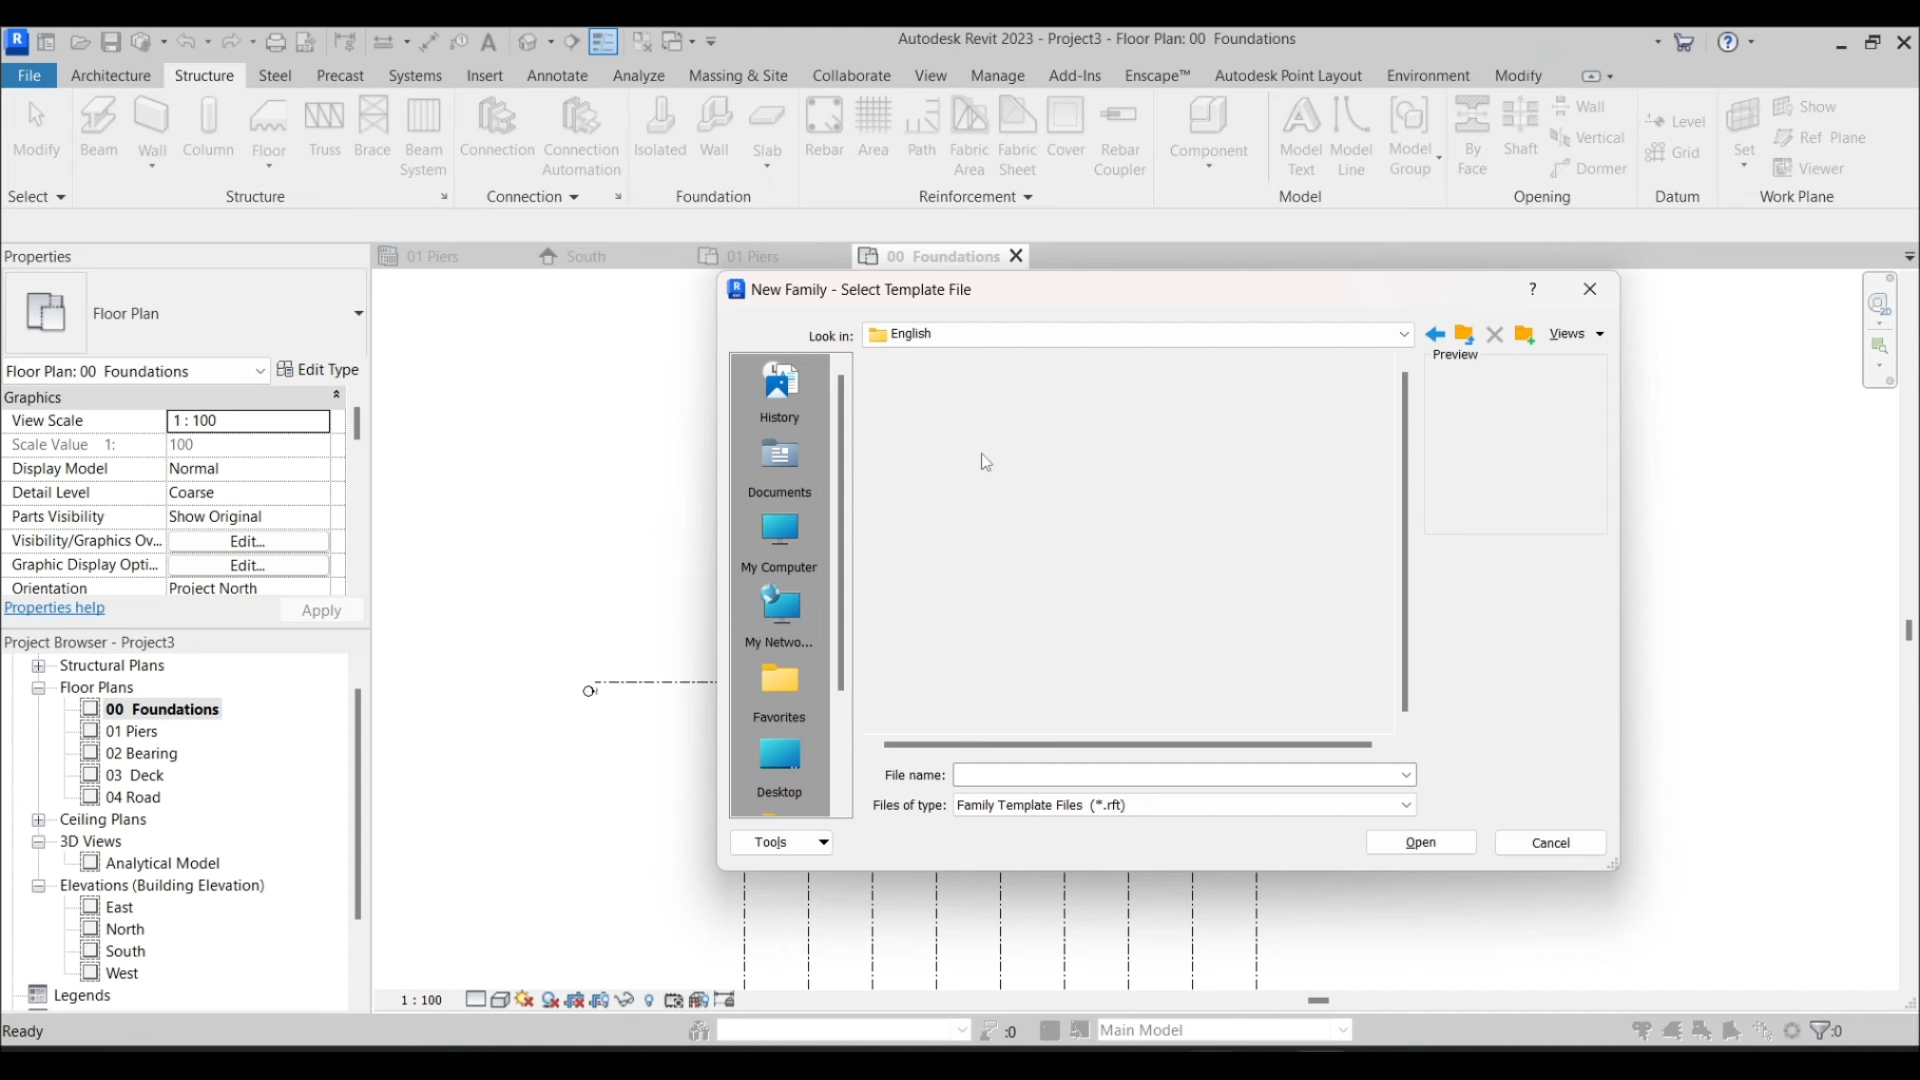 Autodesk Revit 2023 - Project3 - Floor Plan: 00 Foundations
File Architecture Structure Steel Precast Systems Insert Annotate Analyze Massing & Site Collaborate View Manage Add-Ins Enscape™ Autodesk Point Layout Environment Modify
Modify Beam Wall Column Floor Truss Brace Beam System Connection Connection Automation Isolated Wall Slab Rebar Area Path Fabric Area Fabric Sheet Cover Rebar Coupler Component Model Text Model Line Model Group By Face Shaft Wall Vertical Dormer Level Grid Set Show Ref Plane Viewer
Select Structure Connection Foundation Reinforcement Model Opening Datum Work Plane
Properties
01 Piers South 01 Piers 00 Foundations
Floor Plan
Floor Plan: 00 Foundations Edit Type
Graphics
View Scale 1 : 100
Scale Value 1: 100
Display Model Normal
Detail Level Coarse
Parts Visibility Show Original
Visibility/Graphics Ov... Edit...
Graphic Display Opti... Edit...
Orientation Project North
Properties help Apply
Project Browser - Project3
Structural Plans
Floor Plans
00 Foundations
01 Piers
02 Bearing
03 Deck
04 Road
Ceiling Plans
3D Views
Analytical Model
Elevations (Building Elevation)
East
North
South
West
Legends
New Family - Select Template File
Look in: English Views
Preview
History
Documents
My Computer
My Netwo...
Favorites
Desktop
File name:
Files of type: Family Template Files (*.rft)
Tools Open Cancel
1 : 100
Ready :0 Main Model :0